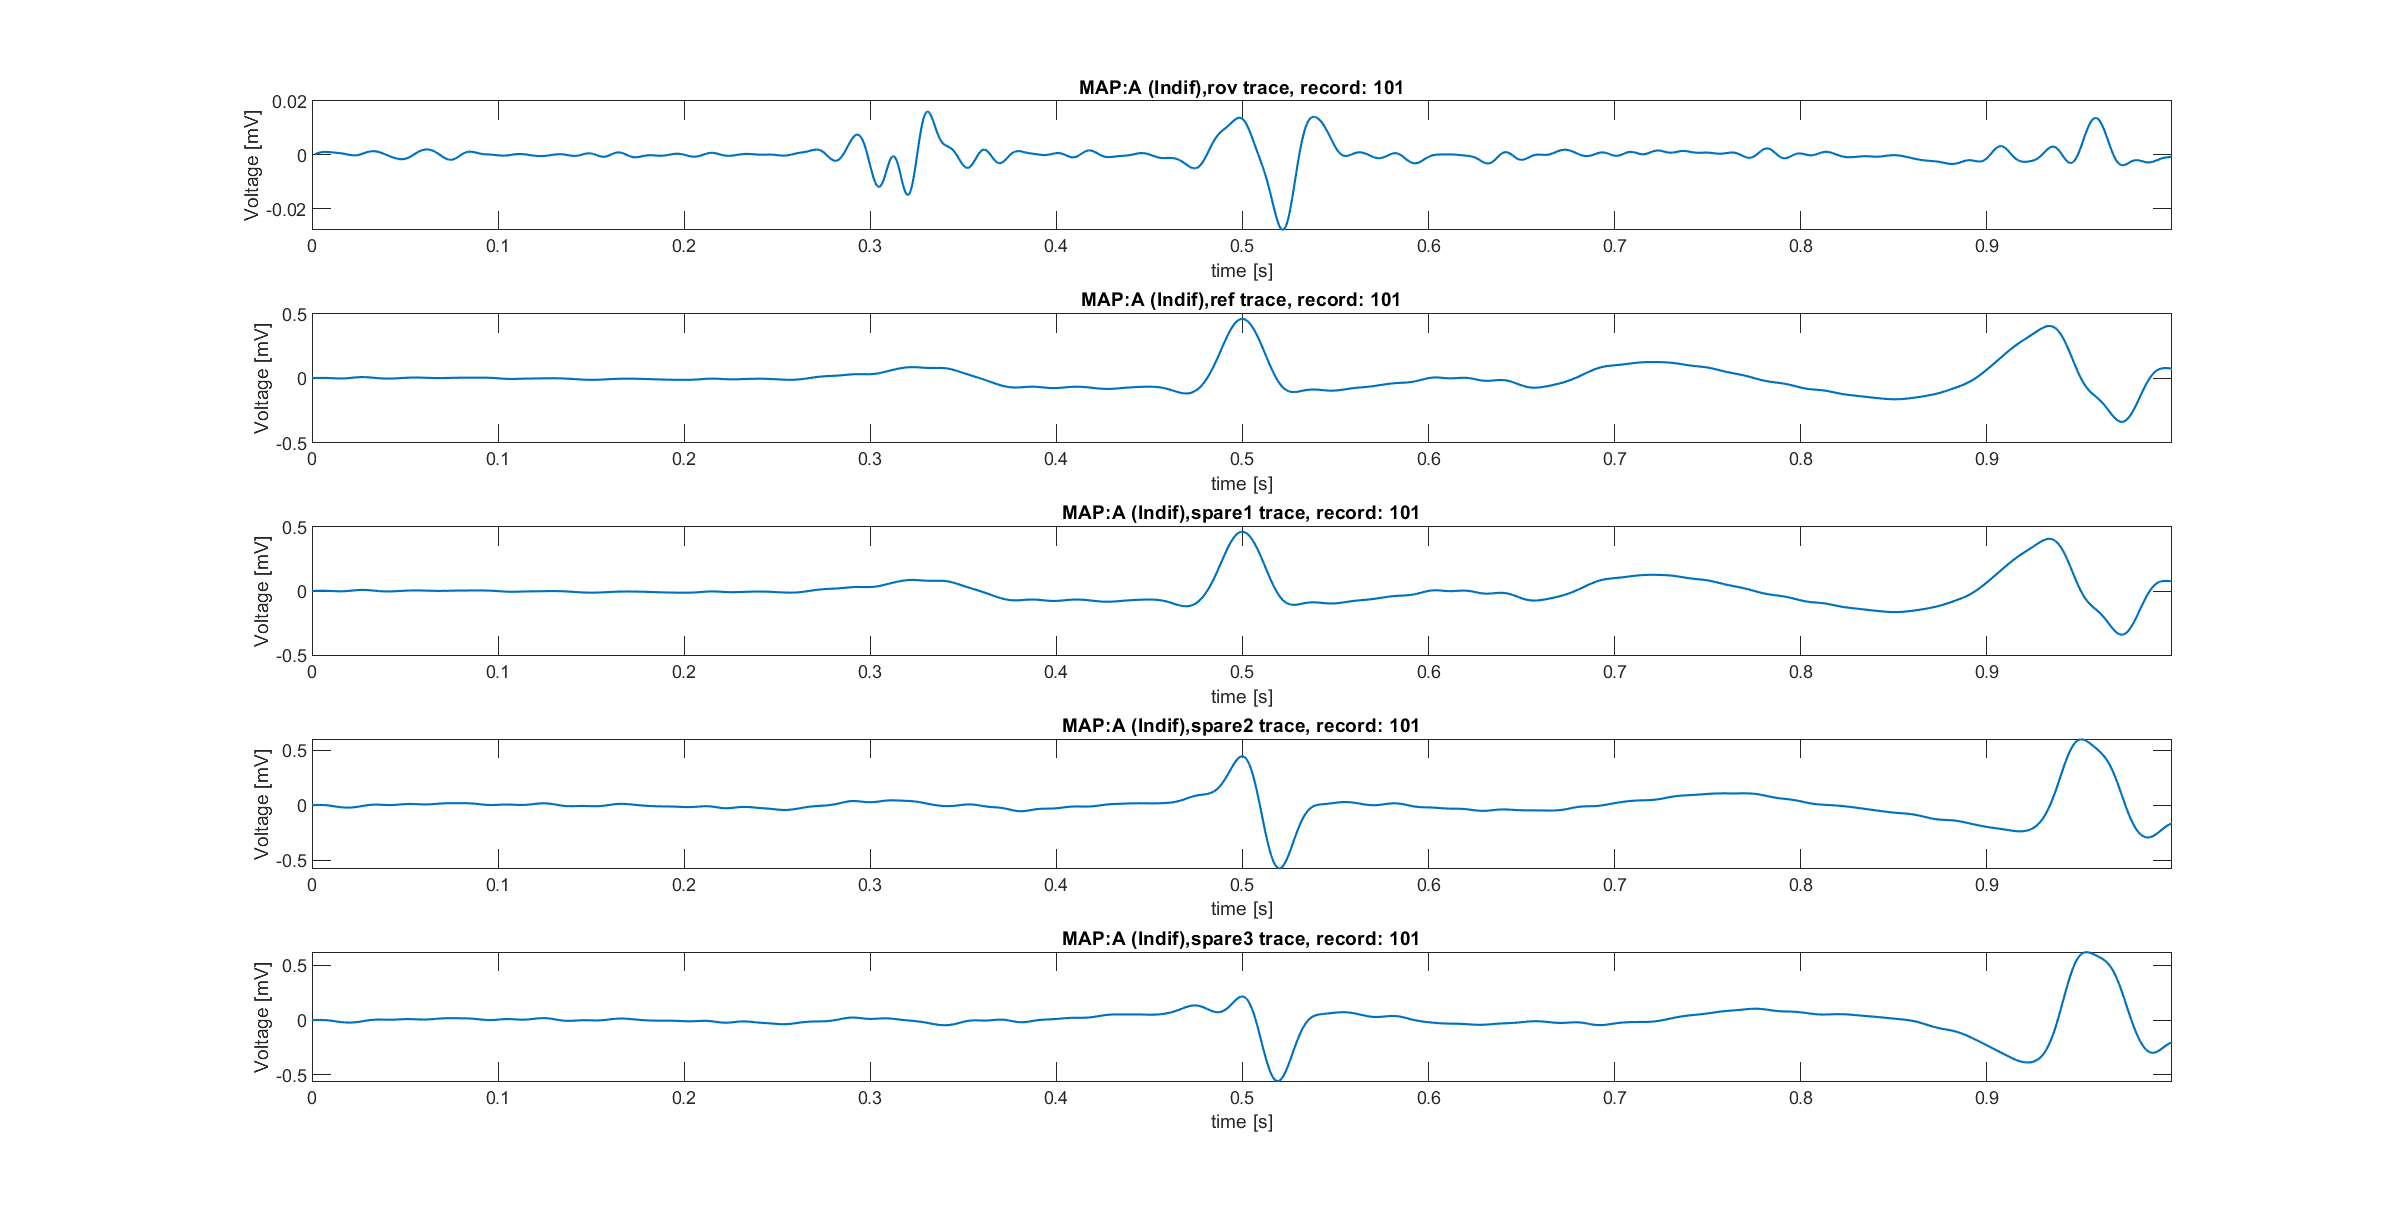 MAP:A (Indif),rov trace, record: 101
Voltage [mV]
0.02
0
-0.02
0 0.1 0.2 0.3 0.4 0.5 0.6 0.7 0.8 0.9
time [s]
MAP:A (Indif),ref trace, record: 101
Voltage [mV]
0.5
0
-0.5
0 0.1 0.2 0.3 0.4 0.5 0.6 0.7 0.8 0.9
time [s]
MAP:A (Indif),spare1 trace, record: 101
Voltage [mV]
0.5
0
-0.5
0 0.1 0.2 0.3 0.4 0.5 0.6 0.7 0.8 0.9
time [s]
MAP:A (Indif),spare2 trace, record: 101
Voltage [mV]
0.5
0
-0.5
0 0.1 0.2 0.3 0.4 0.5 0.6 0.7 0.8 0.9
time [s]
MAP:A (Indif),spare3 trace, record: 101
Voltage [mV]
0.5
0
-0.5
0 0.1 0.2 0.3 0.4 0.5 0.6 0.7 0.8 0.9
time [s]